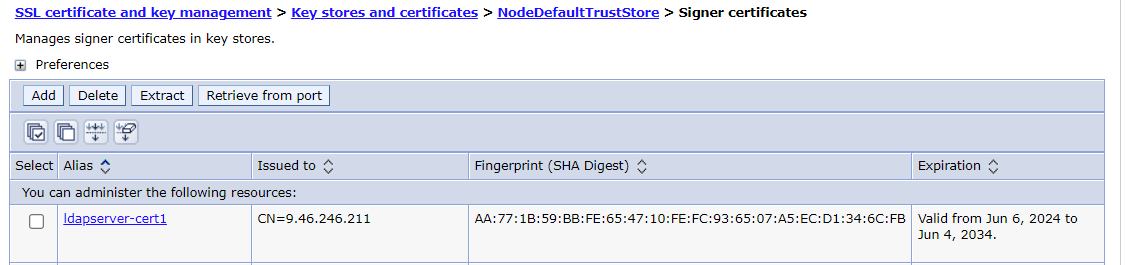 SSL certificate and key management > Key stores and certificates > NodeDefaultTrustStore > Signer certificates
Manages signer certificates in key stores.
Preferences
Add Delete Extract Retrieve from port
Select Alias Issued to Fingerprint (SHA Digest) Expiration
You can administer the following resources:
ldapserver-cert1 CN=9.46.246.211 AA:77:1B:59:BB:FE:65:47:10:FE:FC:93:65:07:A5:EC:D1:34:6C:FB Valid from Jun 6, 2024 to
Jun 4, 2034.